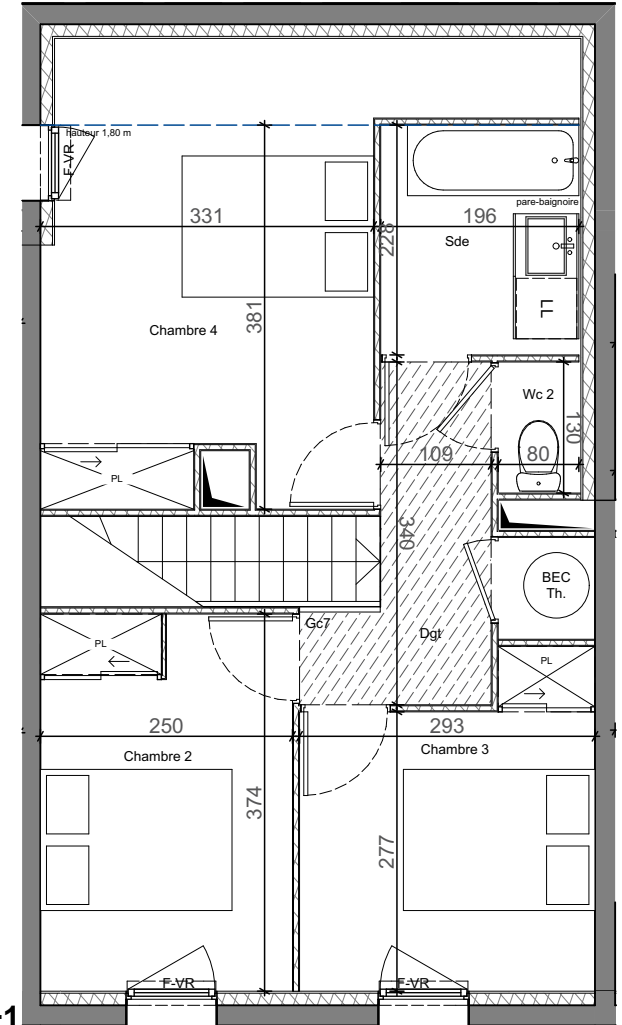 hauteur 1,80 m
F-VR
pare-baignoire
331
196
228
Sde
381
LL
Chambre 4
Wc 2
130
109
80
PL
340
BEC
Th.
Gc7
Dgt
PL
PL
250
293
Chambre 2
Chambre 3
374
277
F-VR
F-VR
-1